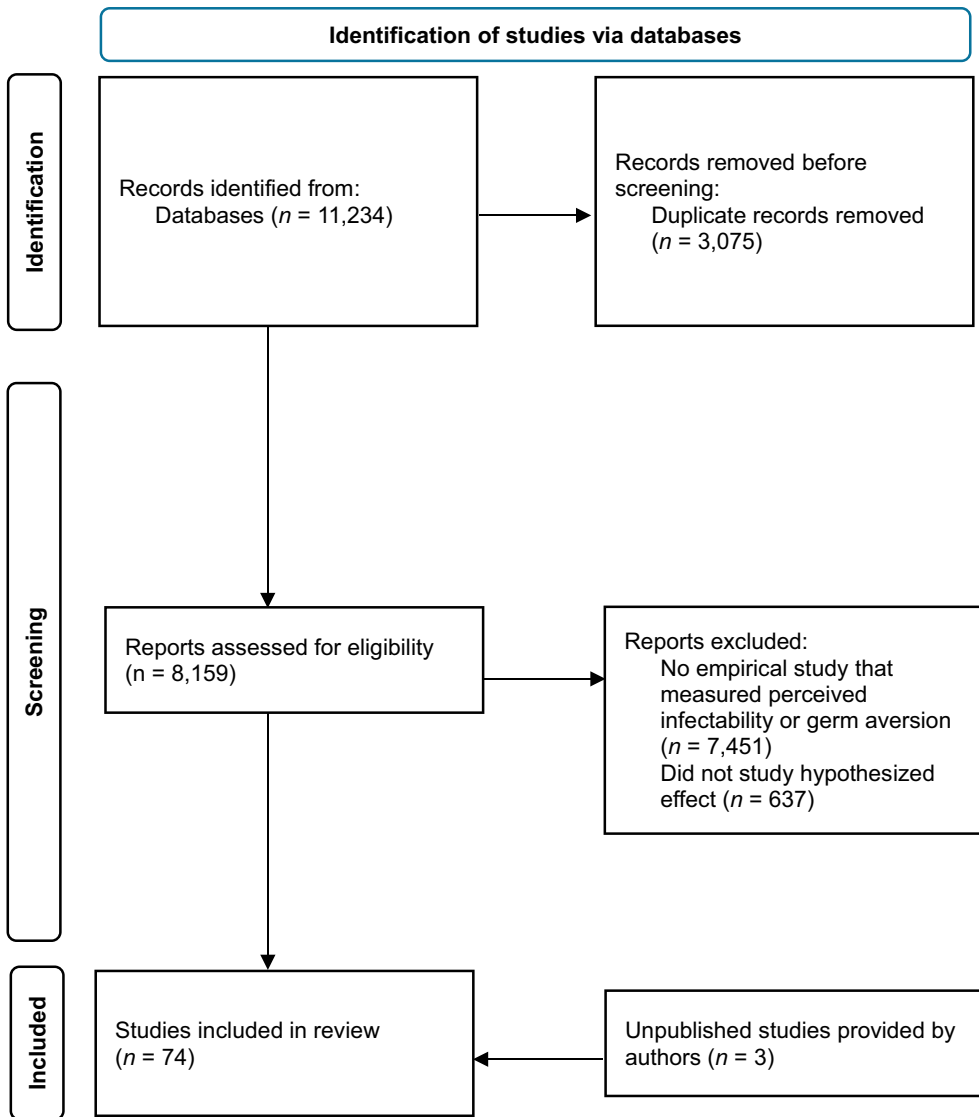 Identification of studies via databases
Identification
Records identified from:
Databases (n = 11,234)
Records removed before
screening:
Duplicate records removed
(n = 3,075)
Screening
Reports assessed for eligibility
(n = 8,159)
Reports excluded:
No empirical study that
measured perceived
infectability or germ aversion
(n = 7,451)
Did not study hypothesized
effect (n = 637)
Included
Studies included in review
(n = 74)
Unpublished studies provided by
authors (n = 3)